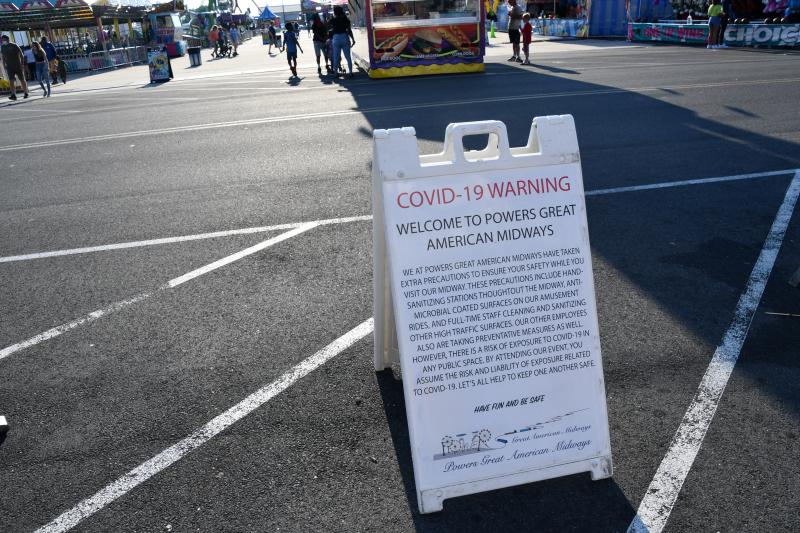 CHOICE
COVID-19 WARNING
WELCOME TO POWERS GREAT
AMERICAN MIDWAYS
WE AT POWERS GREAT AMERICAN MIDWAYS HAVE TAKEN
EXTRA PRECAUTIONS TO ENSURE YOUR SAFETY WHILE YOU
VISIT OUR MIDWAY. THESE PRECAUTIONS INCLUDE HAND-
SANITIZING STATIONS THOUGHTOUT THE MIDWAY, ANTI-
MICROBIAL COATED SURFACES ON OUR AMUSEMENT
RIDES, AND FULL-TIME STAFF CLEANING AND SANITIZING
OTHER HIGH TRAFFIC SURFACES. OUR OTHER EMPLOYEES
ALSO ARE TAKING PREVENTATIVE MEASURES AS WELL.
HOWEVER, THERE IS A RISK OF EXPOSURE TO COVID-19 IN
ANY PUBLIC SPACE. BY ATTENDING OUR EVENT, YOU
ASSUME THE RISK AND LIABILITY OF EXPOSURE RELATED
TO COVID-19. LET'S ALL HELP TO KEEP ONE ANOTHER SAFE.
HAVE FUN AND BE SAFE
Great American Midways
Powers Great American Midways